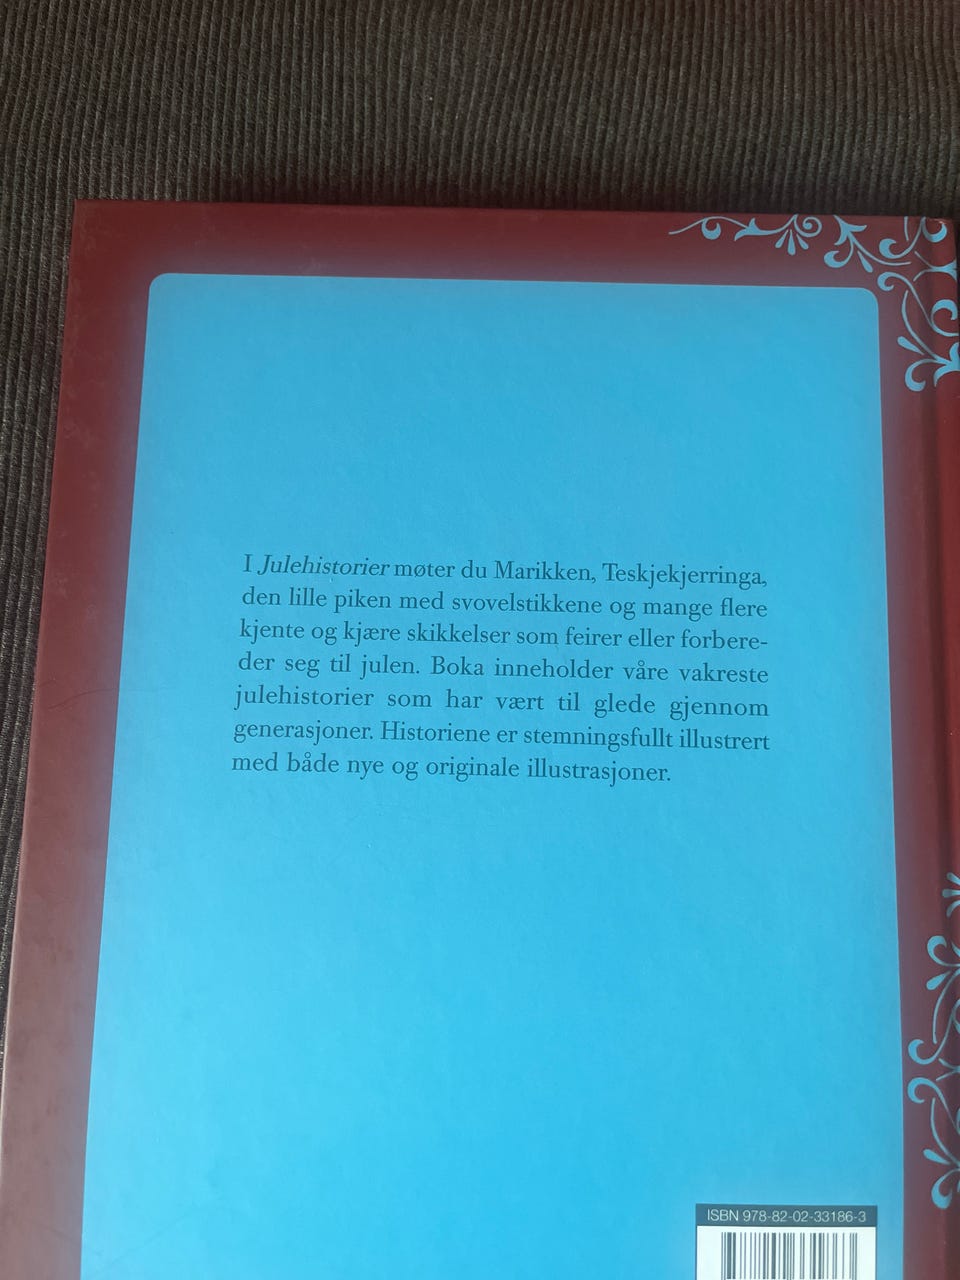 I Julehistorier møter du Marikken, Teskjekjerringa,
den lille piken med svovelstikkene og mange flere
kjente og kjære skikkelser som feirer eller forbere-
der seg til julen. Boka inneholder våre vakreste
julehistorier som har vært til glede gjennom
generasjoner. Historiene er stemningsfullt illustrert
med både nye og originale illustrasjoner.
ISBN 978-82-02-33186-3